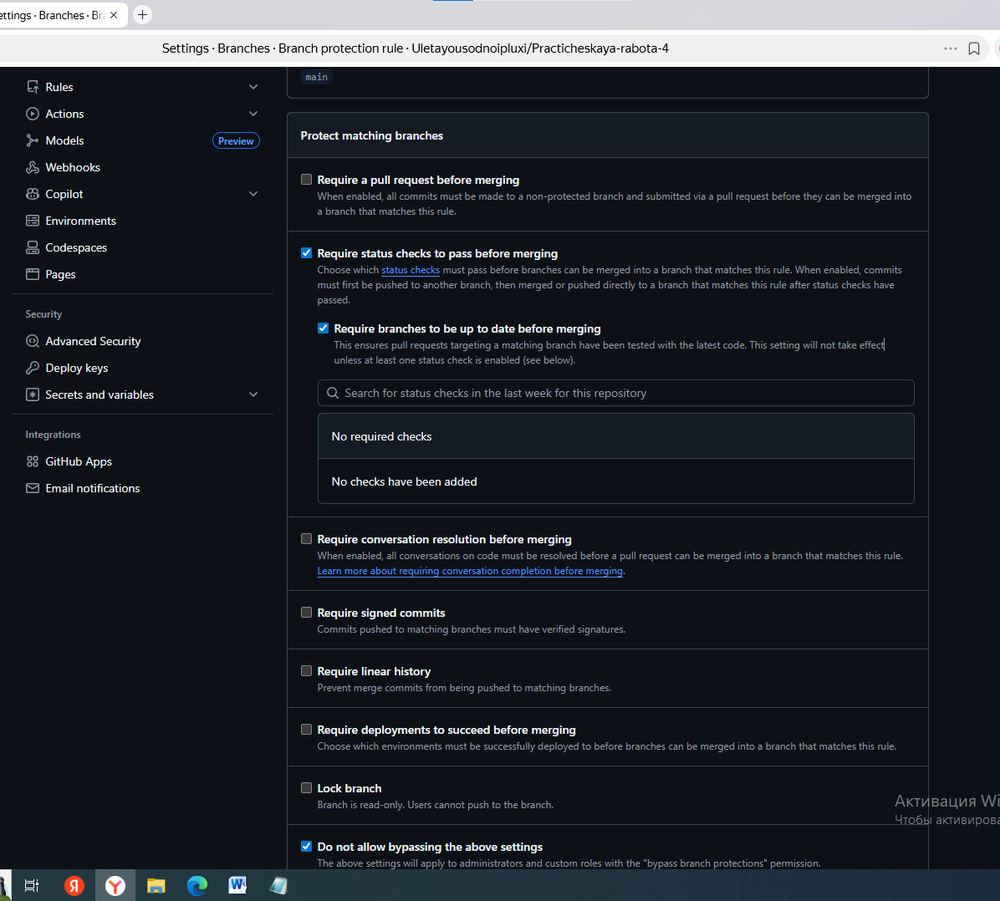 ettings · Branches · Bra
Settings · Branches · Branch protection rule · Uletayousodnoipluxi/Practicheskaya-rabota-4
Rules
Actions
Models
Preview
Webhooks
Copilot
Environments
Codespaces
Pages
Security
Advanced Security
Deploy keys
Secrets and variables
Integrations
GitHub Apps
Email notifications
main
Protect matching branches
Require a pull request before merging
When enabled, all commits must be made to a non-protected branch and submitted via a pull request before they can be merged into
a branch that matches this rule.
Require status checks to pass before merging
Choose which status checks must pass before branches can be merged into a branch that matches this rule. When enabled, commits
must first be pushed to another branch, then merged or pushed directly to a branch that matches this rule after status checks have
passed.
Require branches to be up to date before merging
This ensures pull requests targeting a matching branch have been tested with the latest code. This setting will not take effect
unless at least one status check is enabled (see below).
Search for status checks in the last week for this repository
No required checks
No checks have been added
Require conversation resolution before merging
When enabled, all conversations on code must be resolved before a pull request can be merged into a branch that matches this rule.
Learn more about requiring conversation completion before merging.
Require signed commits
Commits pushed to matching branches must have verified signatures.
Require linear history
Prevent merge commits from being pushed to matching branches.
Require deployments to succeed before merging
Choose which environments must be successfully deployed to before branches can be merged into a branch that matches this rule.
Lock branch
Branch is read-only. Users cannot push to the branch.
Do not allow bypassing the above settings
The above settings will apply to administrators and custom roles with the "bypass branch protections" permission.
Активация Wi
Чтобы активирова
Я
Y
W